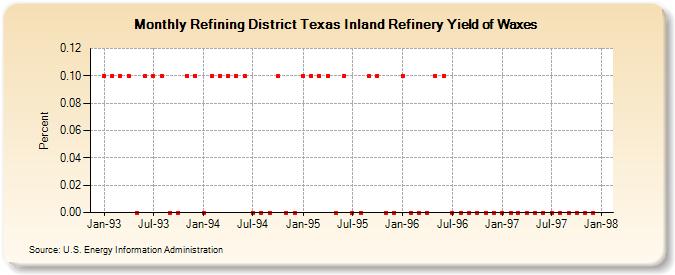 Monthly Refining District Texas Inland Refinery Yield of Waxes
0.12
0.10
0.08
0.06
0.04
0.02
0.00
Percent
Jan-93 Jul-93 Jan-94 Jul-94 Jan-95 Jul-95 Jan-96 Jul-96 Jan-97 Jul-97 Jan-98
Source: U.S. Energy Information Administration